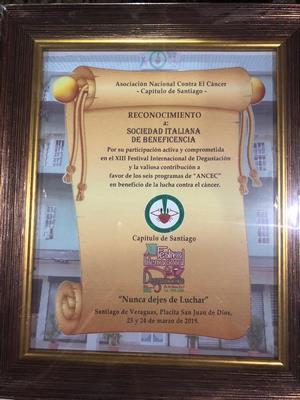 Asociación Nacional Contra El Cáncer
- Capítulo de Santiago -
RECONOCIMIENTO
a:
SOCIEDAD ITALIANA
DE BENEFICENCIA
Por su participación activa y comprometida
en el XIII Festival Internacional de Degustación
y la valiosa contribución a
favor de los seis programas de "ANCEC"
en beneficio de la lucha contra el cáncer.
Capítulo de Santiago
Festival
Internacional
"Nunca dejes de Luchar"
Santiago de Veraguas, Placita San Juan de Dios,
23 y 24 de marzo de 2019.